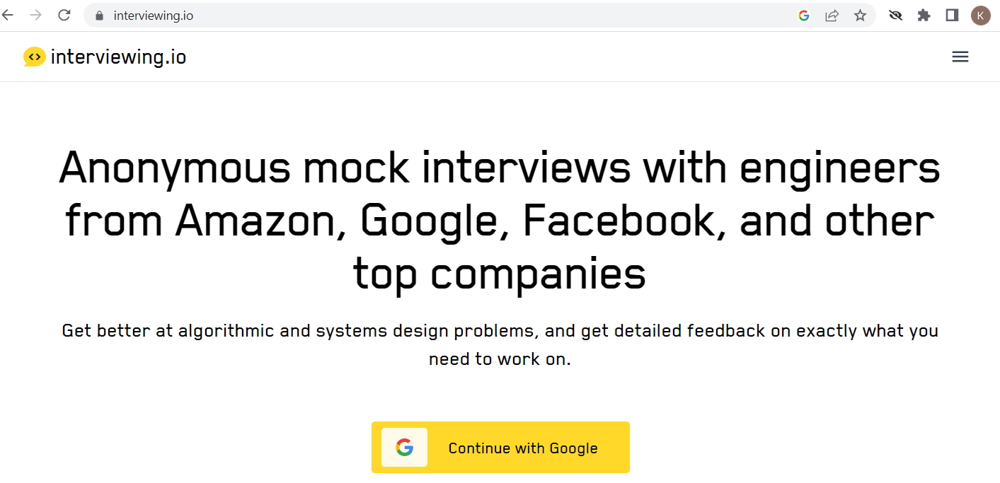 interviewing.io
K
<> interviewing.io
Anonymous mock interviews with engineers
from Amazon, Google, Facebook, and other
top companies
Get better at algorithmic and systems design problems, and get detailed feedback on exactly what you
need to work on.
G Continue with Google